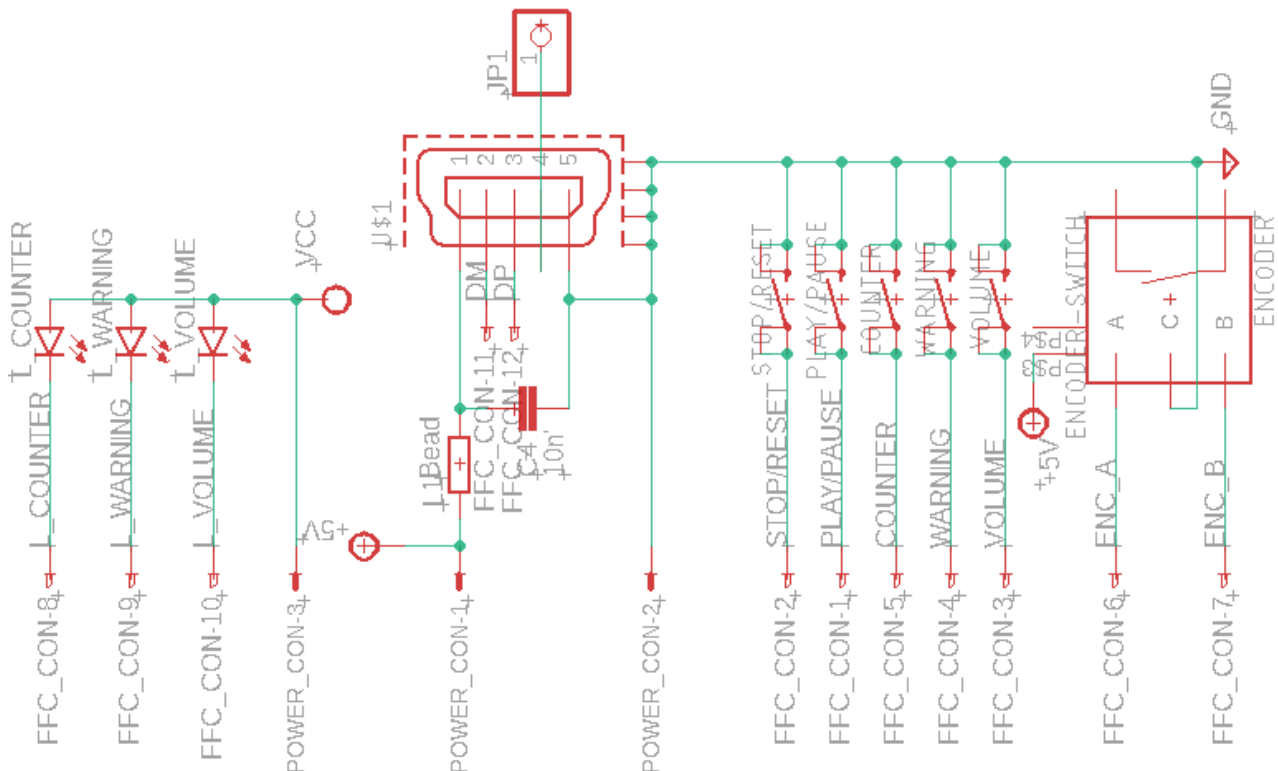 JP1
1
1
2
3
4
5
U$1
GND
VCC
L_COUNTER
L_WARNING
L_VOLUME
DM
DP
STOP/RESET
PLAY/PAUSE
COUNTER
WARNING
VOLUME
ENCODER-SWITCH
ENCODER
A
C
B
P$4
P$3
+5V
L_COUNTER
L_WARNING
L_VOLUME
+5V
L1
Bead
FFC_CON-11
FFC_CON-12
C4
10n
STOP/RESET
PLAY/PAUSE
COUNTER
WARNING
VOLUME
ENC_A
ENC_B
FFC_CON-8
FFC_CON-9
FFC_CON-10
POWER_CON-3
POWER_CON-1
POWER_CON-2
FFC_CON-2
FFC_CON-1
FFC_CON-5
FFC_CON-4
FFC_CON-3
FFC_CON-6
FFC_CON-7